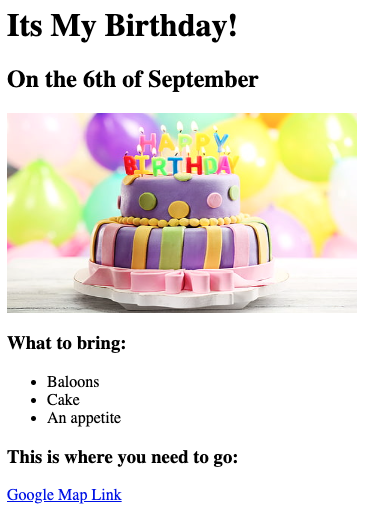 Its My Birthday!
On the 6th of September
HAPPY
BIRTHDAY
What to bring:
Baloons
Cake
An appetite
This is where you need to go:
Google Map Link